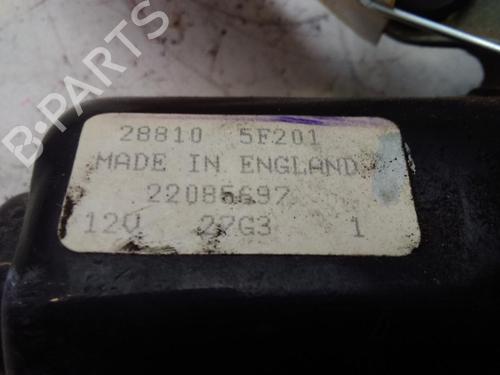 B-PARTS
28810 5F201
MADE IN ENGLAND
22085697
12V 27G3 1